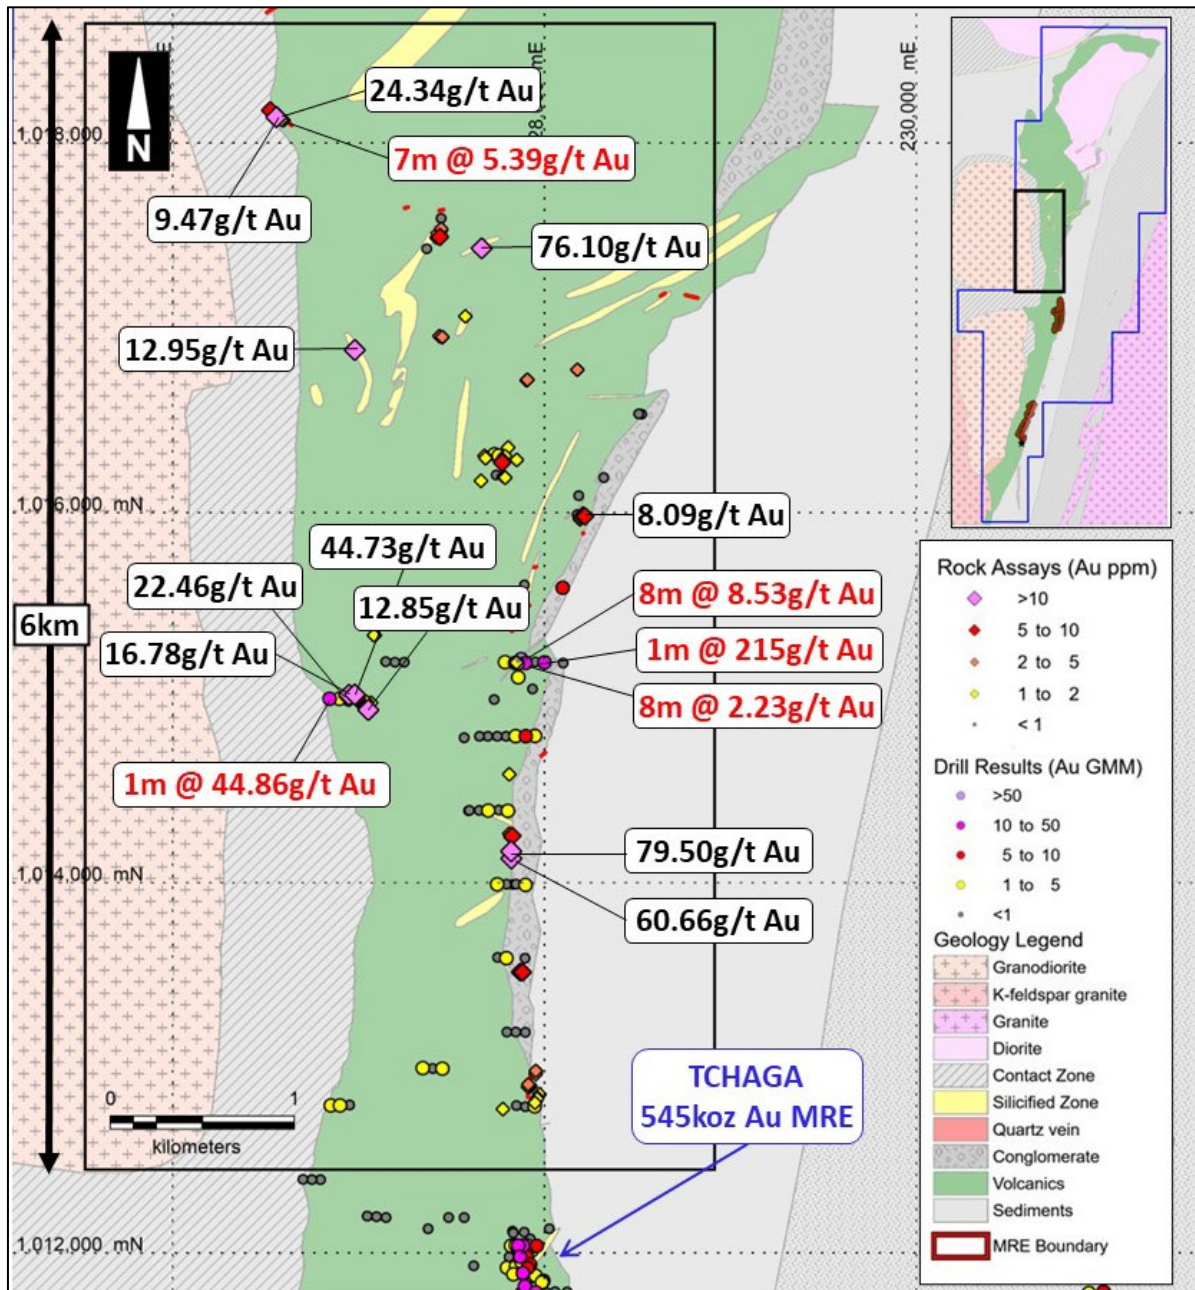 mE
mE
230,000 mE
24.34g/t Au
1,018,000 mN
N
7m @ 5.39g/t Au
9.47g/t Au
76.10g/t Au
12.95g/t Au
1,016,000 mN
8.09g/t Au
44.73g/t Au
22.46g/t Au
12.85g/t Au
8m @ 8.53g/t Au
6km
16.78g/t Au
1m @ 215g/t Au
8m @ 2.23g/t Au
1m @ 44.86g/t Au
79.50g/t Au
1,014,000 mN
60.66g/t Au
TCHAGA
545koz Au MRE
0 1
kilometers
1,012,000 mN
Rock Assays (Au ppm)
>10
5 to 10
2 to 5
1 to 2
< 1
Drill Results (Au GMM)
>50
10 to 50
5 to 10
1 to 5
<1
Geology Legend
Granodiorite
K-feldspar granite
Granite
Diorite
Contact Zone
Silicified Zone
Quartz vein
Conglomerate
Volcanics
Sediments
MRE Boundary